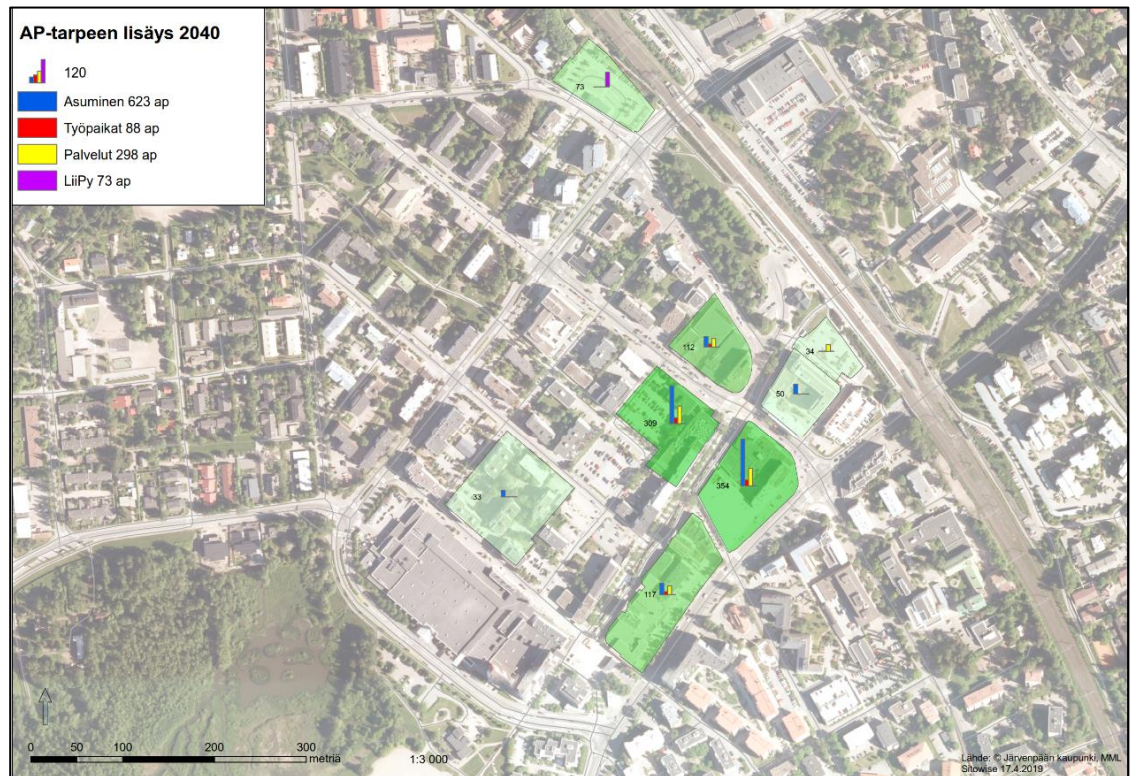 AP-tarpeen lisäys 2040
120
Asuminen 623 ap
Työpaikat 88 ap
Palvelut 298 ap
LiiPy 73 ap
73
112
34
50
309
354
33
117
0 50 100 200 300
metriä
1:3 000
Lähde: © Järvenpään kaupunki, MML
Sitowise 17.4.2019